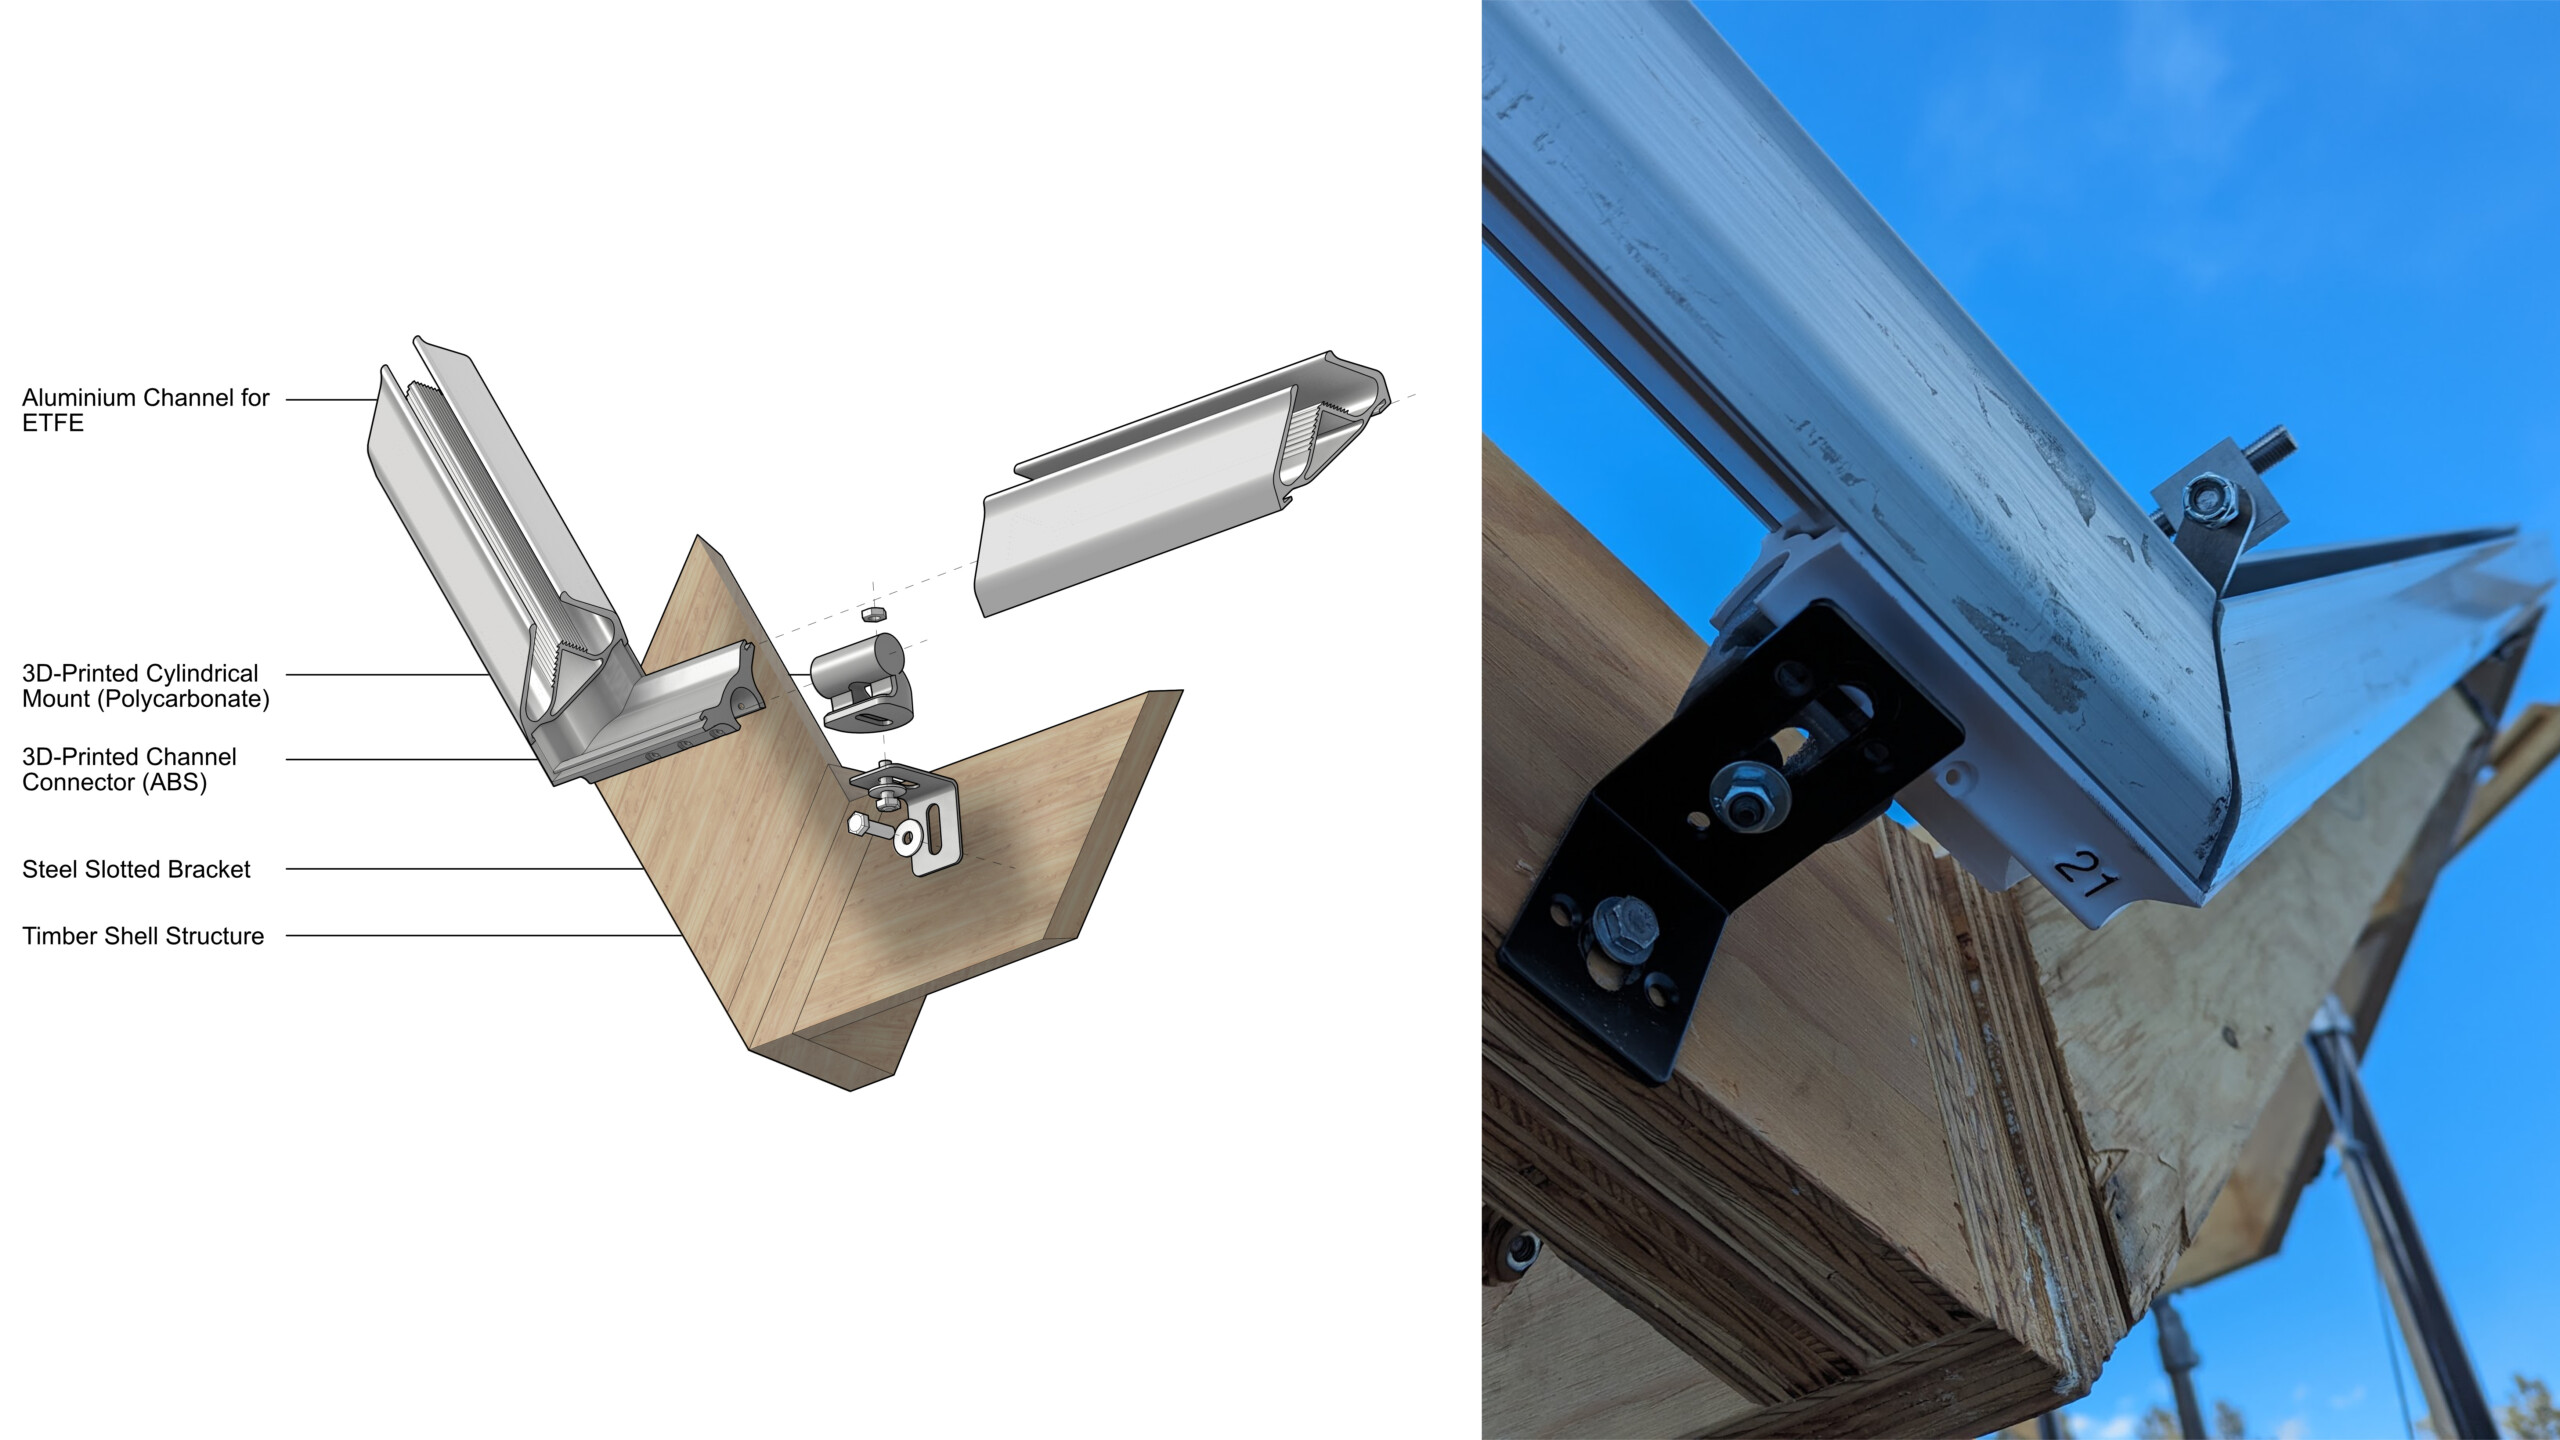 Aluminium Channel for
ETFE
3D-Printed Cylindrical
Mount (Polycarbonate)
3D-Printed Channel
Connector (ABS)
Steel Slotted Bracket
Timber Shell Structure
21